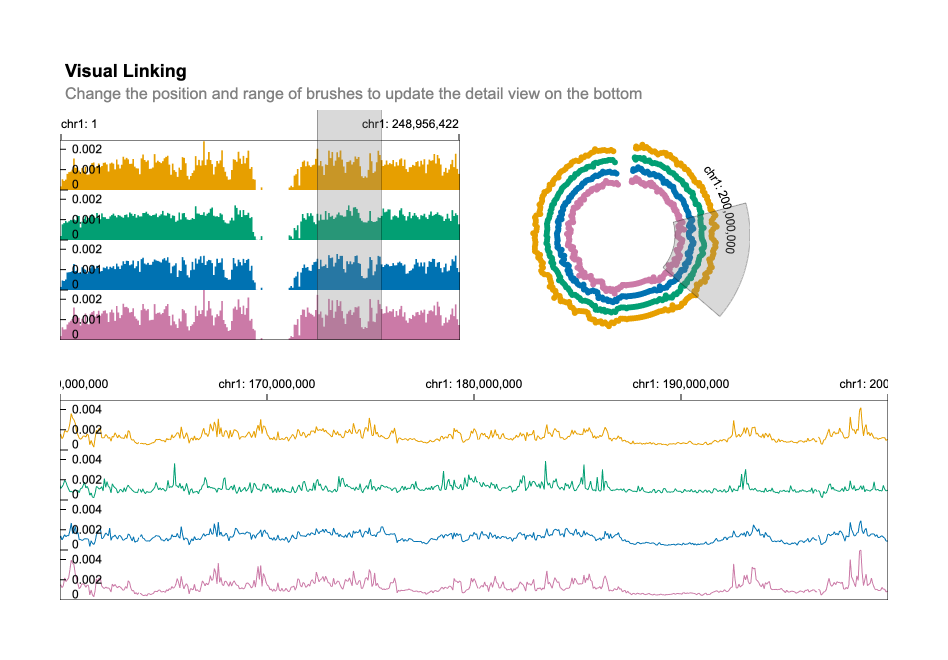 Visual Linking
Change the position and range of brushes to update the detail view on the bottom
chr1: 1
chr1: 248,956,422
0.002
0.001
0
0.002
0.001
0
0.002
0.001
0
0.002
0.001
0
chr1: 200,000,000
),000,000
chr1: 170,000,000
chr1: 180,000,000
chr1: 190,000,000
chr1: 200
0.004
0.002
0
0.004
0.002
0
0.004
0.002
0
0.004
0.002
0